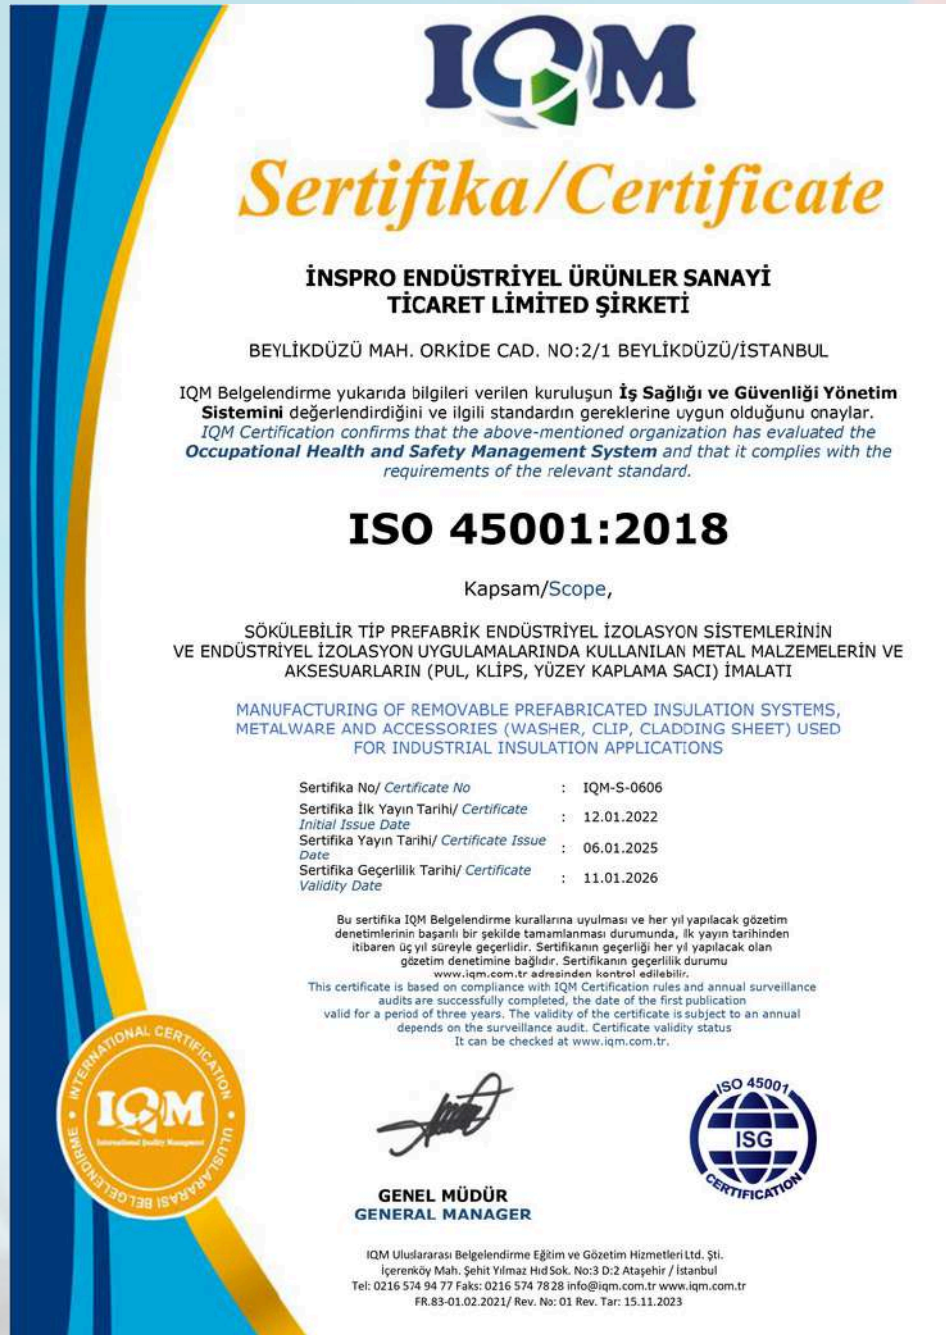 IQM
Sertifika/Certificate
İNSPRO ENDÜSTRİYEL ÜRÜNLER SANAYİ
TİCARET LİMİTED ŞİRKETİ
BEYLİKDÜZÜ MAH. ORKİDE CAD. NO:2/1 BEYLİKDÜZÜ/İSTANBUL
IQM Belgelendirme yukarıda bilgileri verilen kuruluşun İş Sağlığı ve Güvenliği Yönetim
Sistemini değerlendirdiğini ve ilgili standardın gereklerine uygun olduğunu onaylar.
IQM Certification confirms that the above-mentioned organization has evaluated the
Occupational Health and Safety Management System and that it complies with the
requirements of the relevant standard.
ISO 45001:2018
Kapsam/Scope,
SÖKÜLEBİLİR TİP PREFABRİK ENDÜSTRİYEL İZOLASYON SİSTEMLERİNİN
VE ENDÜSTRİYEL İZOLASYON UYGULAMALARINDA KULLANILAN METAL MALZEMELERİN VE
AKSESUARLARIN (PUL, KLİPS, YÜZEY KAPLAMA SACI) İMALATI
MANUFACTURING OF REMOVABLE PREFABRICATED INSULATION SYSTEMS,
METALWARE AND ACCESSORIES (WASHER, CLIP, CLADDING SHEET) USED
FOR INDUSTRIAL INSULATION APPLICATIONS
Sertifika No/ Certificate No : IQM-S-0606
Sertifika İlk Yayın Tarihi/ Certificate
Initial Issue Date : 12.01.2022
Sertifika Yayın Tarihi/ Certificate Issue
Date : 06.01.2025
Sertifika Geçerlilik Tarihi/ Certificate
Validity Date : 11.01.2026
Bu sertifika IQM Belgelendirme kurallarına uyulması ve her yıl yapılacak gözetim
denetimlerinin başarılı bir şekilde tamamlanması durumunda, ilk yayın tarihinden
itibaren üç yıl süreyle geçerlidir. Sertifikanın geçerliği her yıl yapılacak olan
gözetim denetimine bağlıdır. Sertifikanın geçerlilik durumu
www.iqm.com.tr adresinden kontrol edilebilir.
This certificate is based on compliance with IQM Certification rules and annual surveillance
audits are successfully completed, the date of the first publication
valid for a period of three years. The validity of the certificate is subject to an annual
depends on the surveillance audit. Certificate validity status
It can be checked at www.iqm.com.tr.
INTERNATIONAL CERTIFICATION • ULUSLARARASI BELGELENDİRME •
IQM
International Quality Management
ISO 45001
ISG
CERTIFICATION
GENEL MÜDÜR
GENERAL MANAGER
IQM Uluslararası Belgelendirme Eğitim ve Gözetim Hizmetleri Ltd. Şti.
İçerenköy Mah. Şehit Yılmaz Hıd Sok. No:3 D:2 Ataşehir / İstanbul
Tel: 0216 574 94 77 Faks: 0216 574 78 28 info@iqm.com.tr www.iqm.com.tr
FR.83-01.02.2021/ Rev. No: 01 Rev. Tar: 15.11.2023